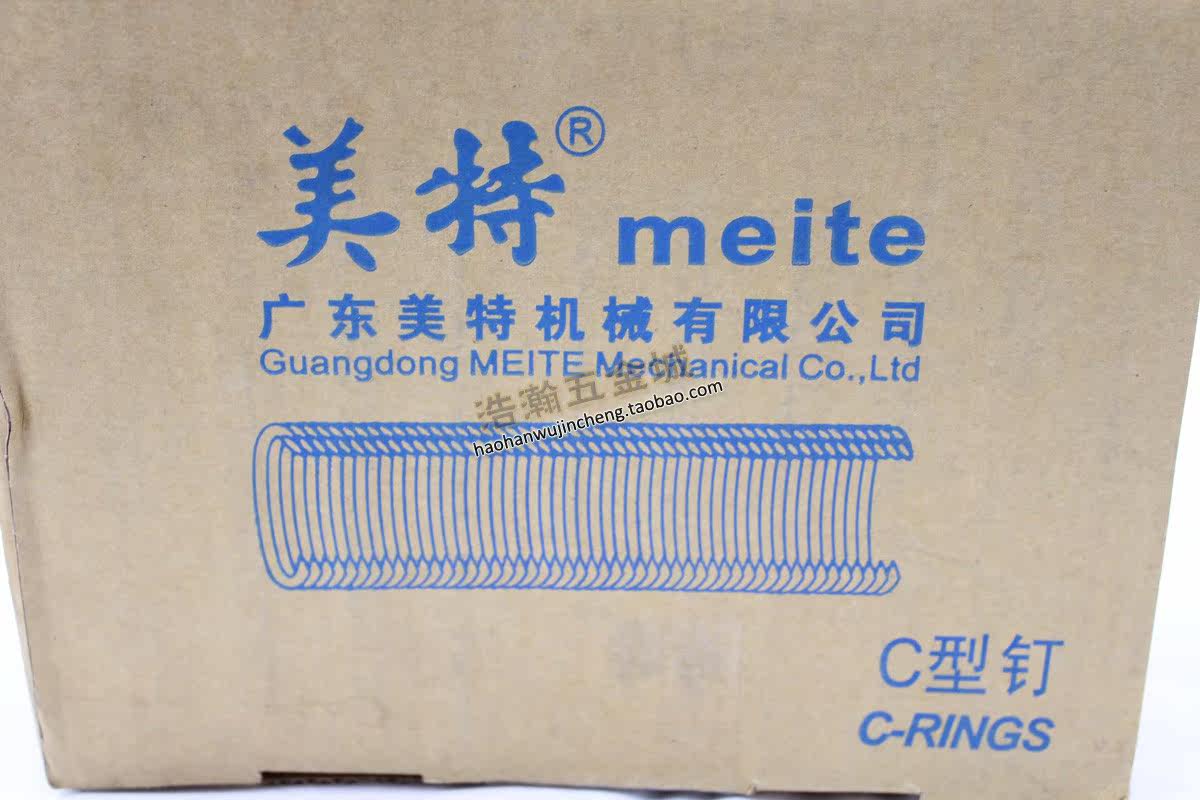 美特® meite
广东美特机械有限公司
Guangdong MEITE Mechanical Co.,Ltd
浩瀚五金城
haohanwujincheng.taobao.com
C型钉
C-RINGS